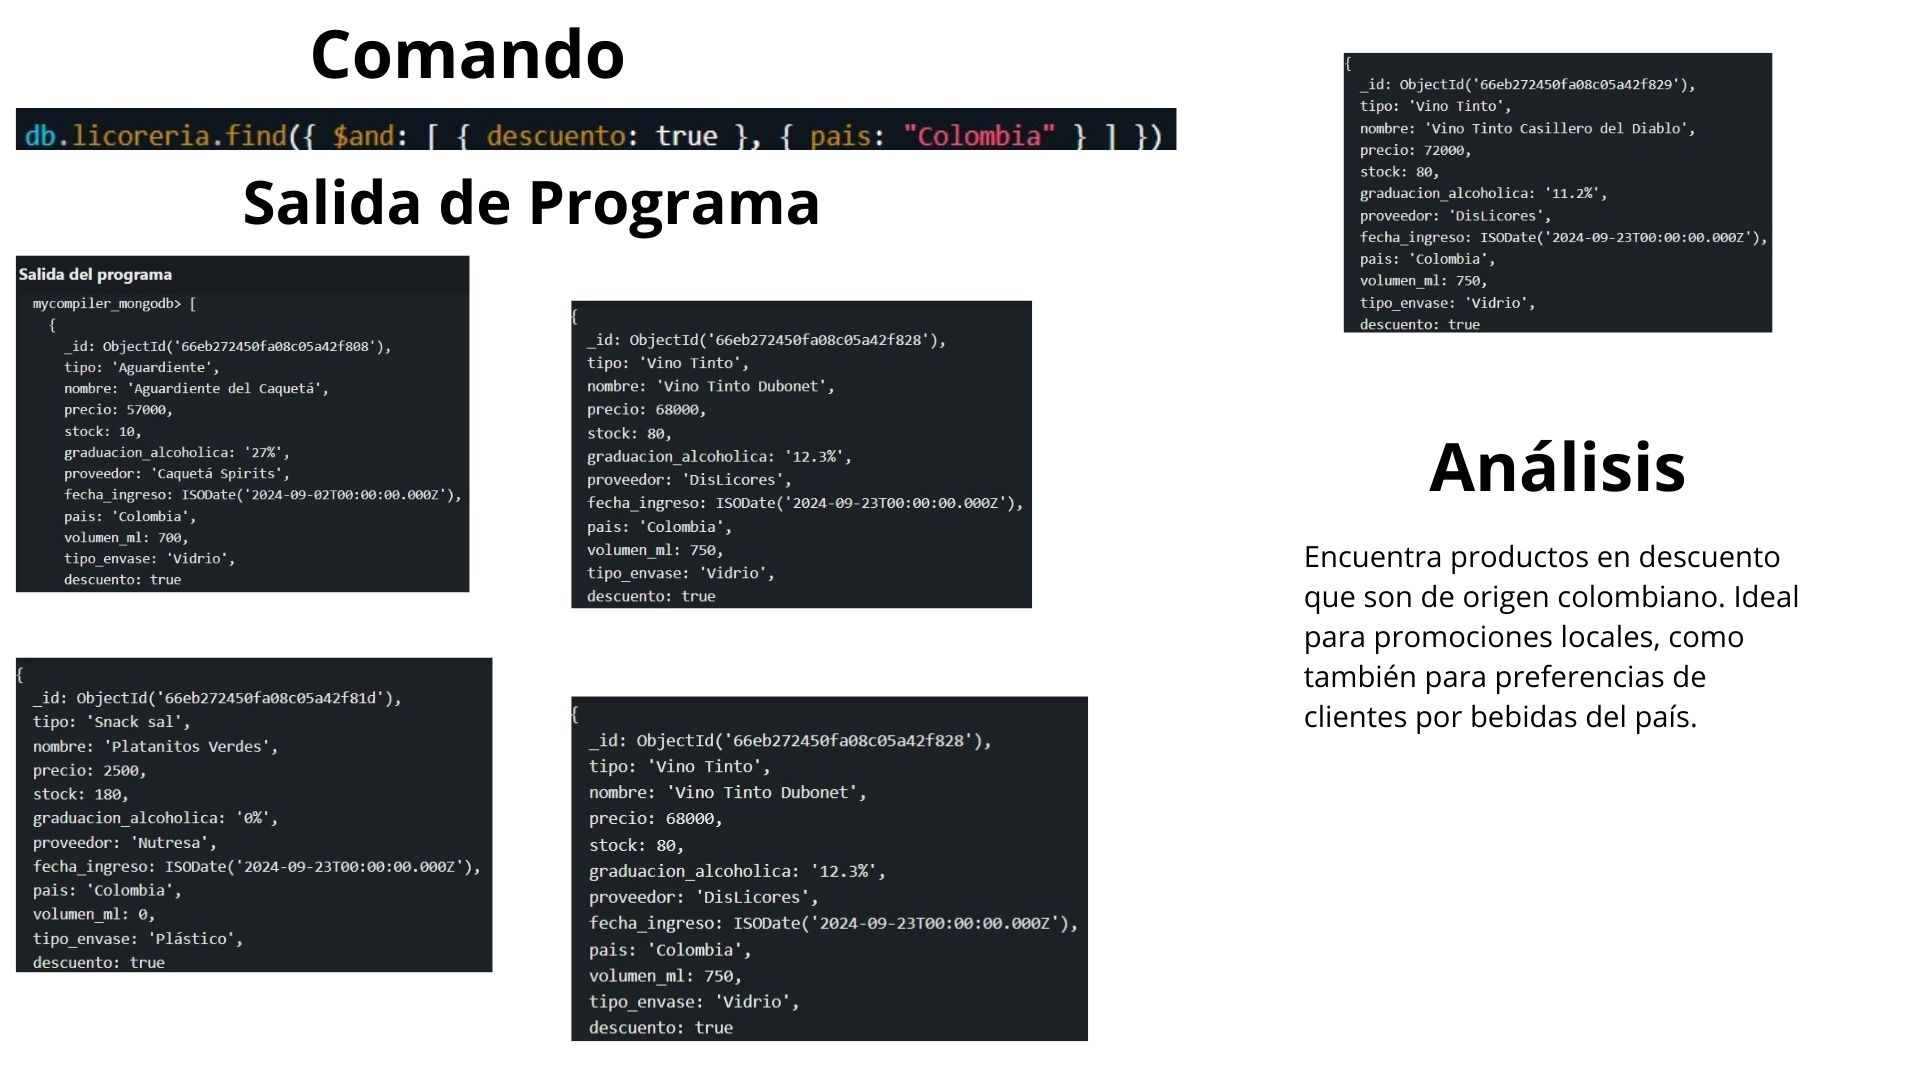 Comando
db.licoreria.find({ $and: [ { descuento: true }, { pais: "Colombia" } ] })
Salida de Programa
Salida del programa
mycompiler_mongodb> [
{
_id: ObjectId('66eb272450fa08c05a42f808'),
tipo: 'Aguardiente',
nombre: 'Aguardiente del Caquetá',
precio: 57000,
stock: 10,
graduacion_alcoholica: '27%',
proveedor: 'Caquetá Spirits',
fecha_ingreso: ISODate('2024-09-02T00:00:00.000Z'),
pais: 'Colombia',
volumen_ml: 700,
tipo_envase: 'Vidrio',
descuento: true
{
_id: ObjectId('66eb272450fa08c05a42f81d'),
tipo: 'Snack sal',
nombre: 'Platanitos Verdes',
precio: 2500,
stock: 180,
graduacion_alcoholica: '0%',
proveedor: 'Nutresa',
fecha_ingreso: ISODate('2024-09-23T00:00:00.000Z'),
pais: 'Colombia',
volumen_ml: 0,
tipo_envase: 'Plástico',
descuento: true
{
_id: ObjectId('66eb272450fa08c05a42f828'),
tipo: 'Vino Tinto',
nombre: 'Vino Tinto Dubonet',
precio: 68000,
stock: 80,
graduacion_alcoholica: '12.3%',
proveedor: 'DisLicores',
fecha_ingreso: ISODate('2024-09-23T00:00:00.000Z'),
pais: 'Colombia',
volumen_ml: 750,
tipo_envase: 'Vidrio',
descuento: true
{
_id: ObjectId('66eb272450fa08c05a42f828'),
tipo: 'Vino Tinto',
nombre: 'Vino Tinto Dubonet',
precio: 68000,
stock: 80,
graduacion_alcoholica: '12.3%',
proveedor: 'DisLicores',
fecha_ingreso: ISODate('2024-09-23T00:00:00.000Z'),
pais: 'Colombia',
volumen_ml: 750,
tipo_envase: 'Vidrio',
descuento: true
{
_id: ObjectId('66eb272450fa08c05a42f829'),
tipo: 'Vino Tinto',
nombre: 'Vino Tinto Casillero del Diablo',
precio: 72000,
stock: 80,
graduacion_alcoholica: '11.2%',
proveedor: 'DisLicores',
fecha_ingreso: ISODate('2024-09-23T00:00:00.000Z'),
pais: 'Colombia',
volumen_ml: 750,
tipo_envase: 'Vidrio',
descuento: true
Análisis
Encuentra productos en descuento
que son de origen colombiano. Ideal
para promociones locales, como
también para preferencias de
clientes por bebidas del país.